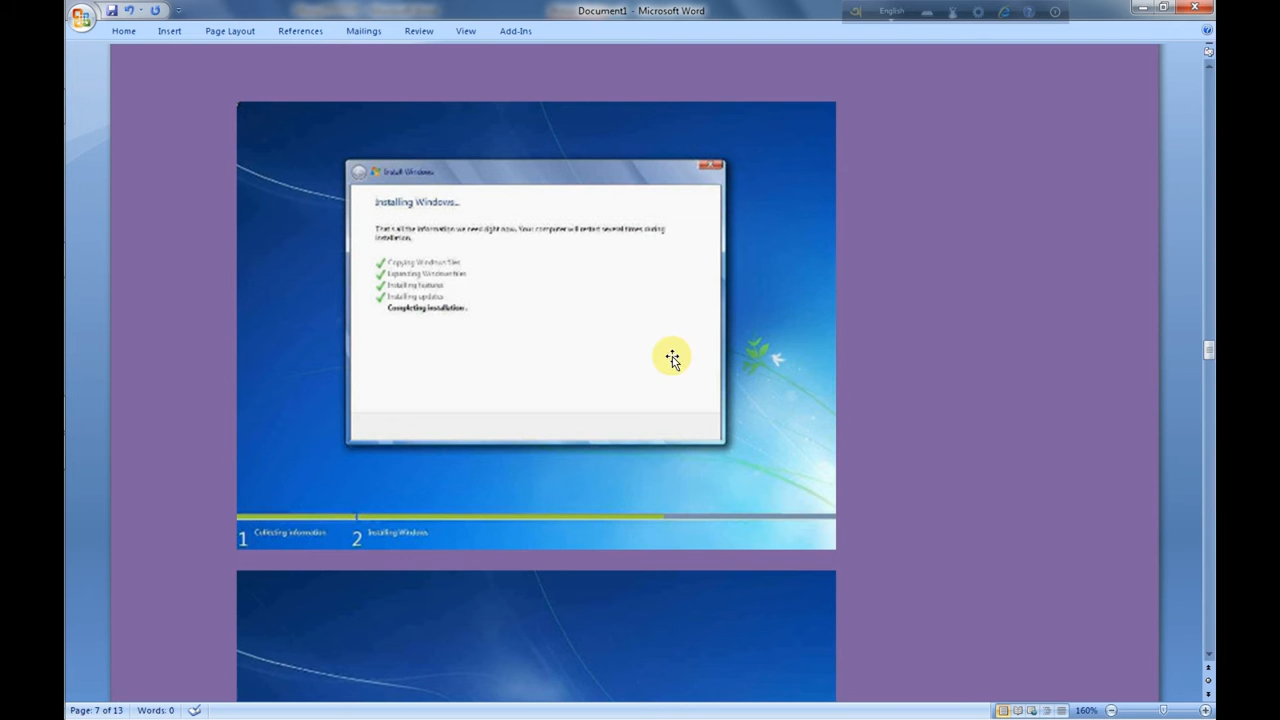 Document1 - Microsoft Word
English
Home Insert Page Layout References Mailings Review View Add-Ins
Install Windows
Installing Windows...
That's all the information we need right now. Your computer will restart several times during
installation.
Copying Windows files
Expanding Windows files
Installing features
Installing updates
Completing installation .
1 Collecting information 2 Installing Windows
Page: 7 of 13 Words: 0 160%